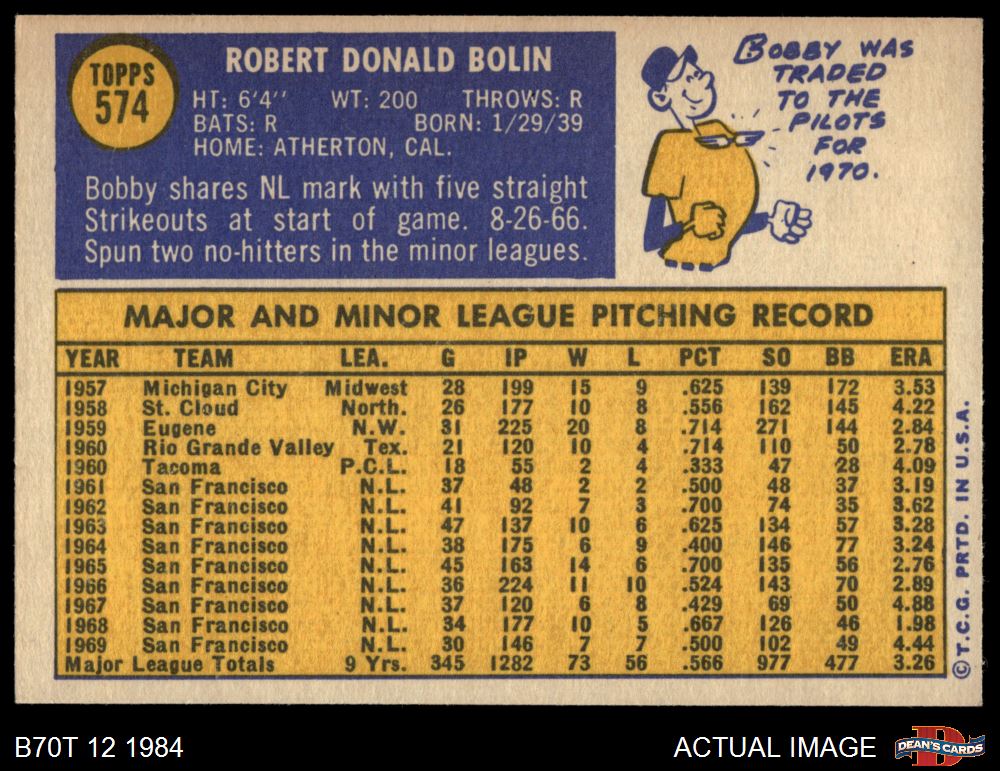 TOPPS
574
ROBERT DONALD BOLIN
HT: 6'4" WT: 200 THROWS: R
BATS: R BORN: 1/29/39
HOME: ATHERTON, CAL.
Bobby shares NL mark with five straight
Strikeouts at start of game. 8-26-66.
Spun two no-hitters in the minor leagues.
BOBBY WAS
TRADED
TO THE
PILOTS
FOR
1970.
MAJOR AND MINOR LEAGUE PITCHING RECORD
YEAR TEAM LEA. G IP W L PCT SO BB ERA
1957 Michigan City Midwest 28 199 15 9 .625 139 172 3.53
1958 St. Cloud North. 26 177 10 8 .556 162 145 4.22
1959 Eugene N.W. 31 225 20 8 .714 271 144 2.84
1960 Rio Grande Valley Tex. 21 120 10 4 .714 110 50 2.78
1960 Tacoma P.C.L. 18 55 2 4 .333 47 28 4.09
1961 San Francisco N.L. 37 48 2 2 .500 48 37 3.19
1962 San Francisco N.L. 41 92 7 3 .700 74 35 3.62
1963 San Francisco N.L. 47 137 10 6 .625 134 57 3.28
1964 San Francisco N.L. 38 175 6 9 .400 146 77 3.24
1965 San Francisco N.L. 45 163 14 6 .700 135 56 2.76
1966 San Francisco N.L. 36 224 11 10 .524 143 70 2.89
1967 San Francisco N.L. 37 120 6 8 .429 69 50 4.88
1968 San Francisco N.L. 34 177 10 5 .667 126 46 1.98
1969 San Francisco N.L. 30 146 7 7 .500 102 49 4.44
Major League Totals 9 Yrs. 345 1282 73 56 .566 977 477 3.26
©T.C.G. PRTD. IN U.S.A.
B70T 12 1984
ACTUAL IMAGE
DEAN'S CARDS